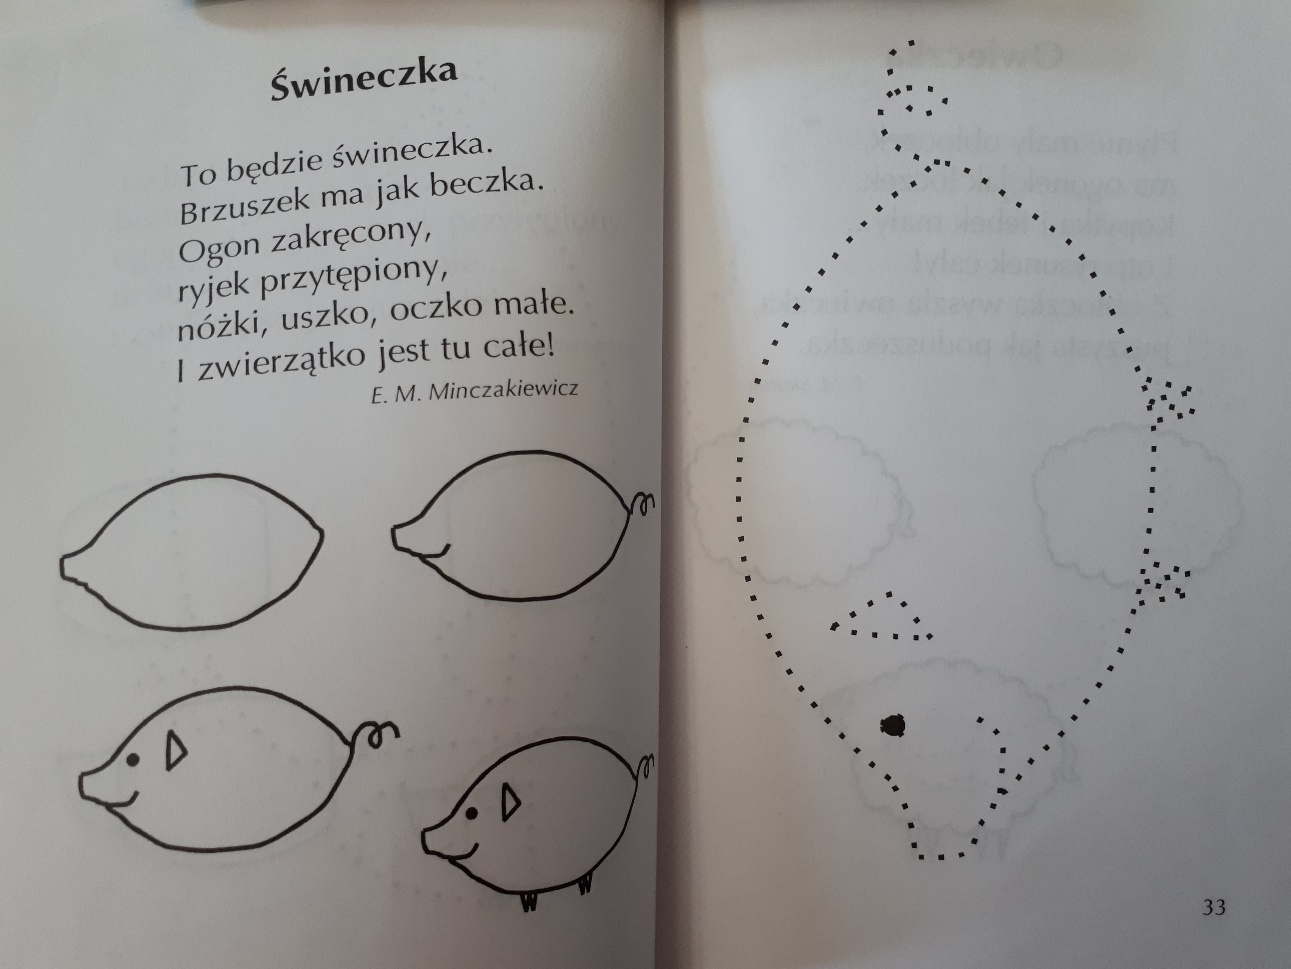 Świneczka
To będzie świneczka.
Brzuszek ma jak beczka.
Ogon zakręcony,
ryjek przytępiony,
nóżki, uszko, oczko małe.
I zwierzątko jest tu całe!
E. M. Minczakiewicz
33